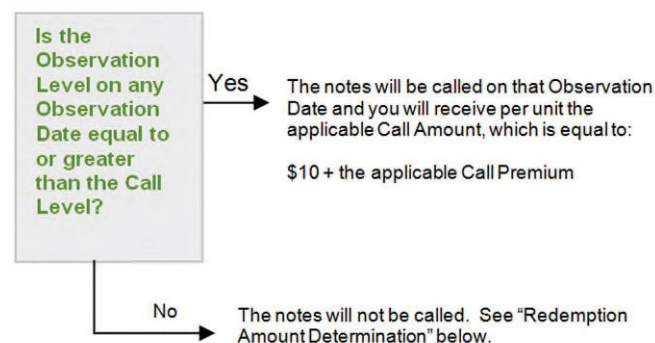 Is the
Observation
Level on any
Observation
Date equal to
or greater
than the Call
Level?
Yes
The notes will be called on that Observation
Date and you will receive per unit the
applicable Call Amount, which is equal to:
$10 + the applicable Call Premium
No
The notes will not be called. See “Redemption
Amount Determination” below.